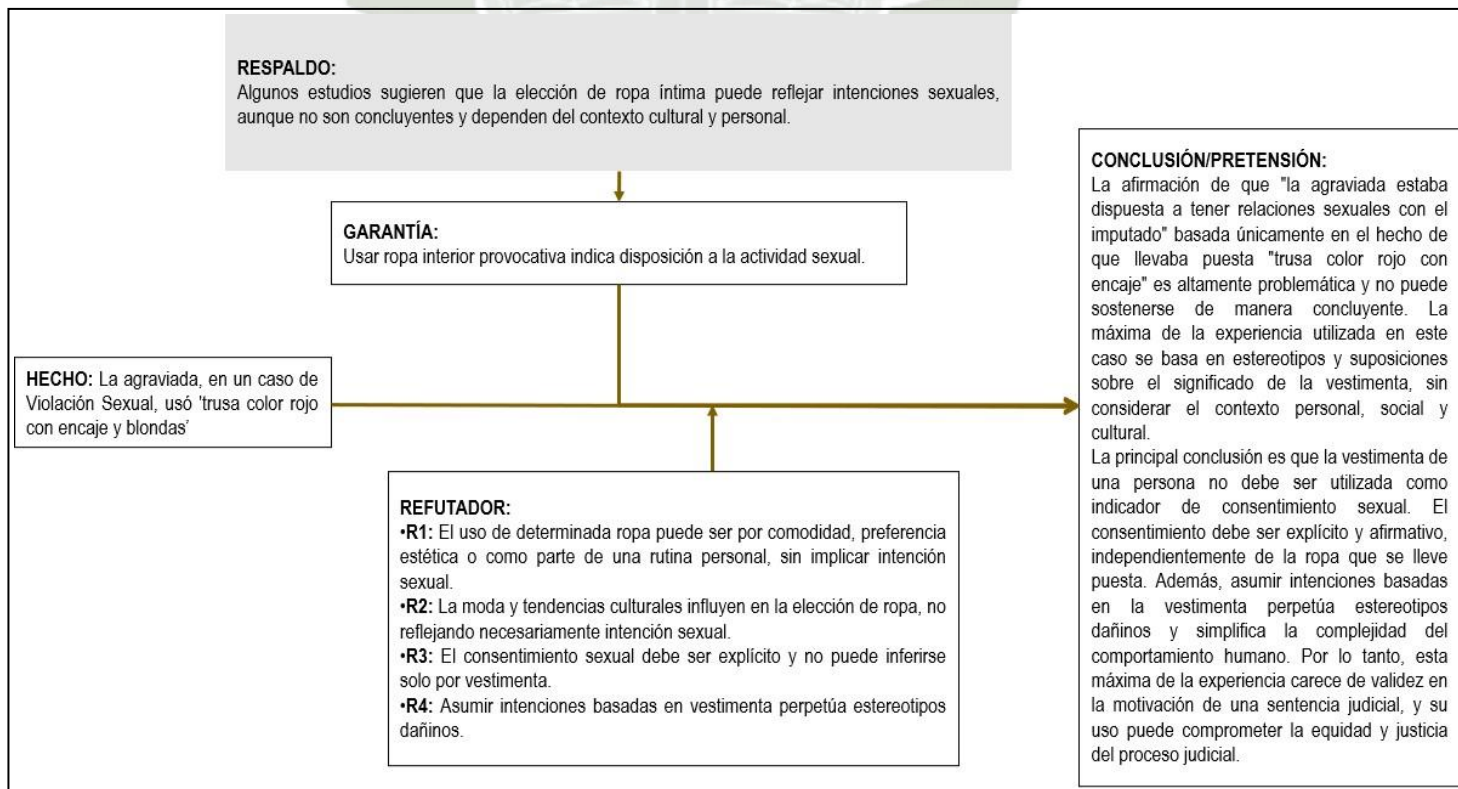 RESPALDO:
Algunos estudios sugieren que la elección de ropa íntima puede reflejar intenciones sexuales,
aunque no son concluyentes y dependen del contexto cultural y personal.
GARANTÍA:
Usar ropa interior provocativa indica disposición a la actividad sexual.
HECHO: La agraviada, en un caso de
Violación Sexual, usó 'trusa color rojo
con encaje y blondas’
REFUTADOR:
•R1: El uso de determinada ropa puede ser por comodidad, preferencia
estética o como parte de una rutina personal, sin implicar intención
sexual.
•R2: La moda y tendencias culturales influyen en la elección de ropa, no
reflejando necesariamente intención sexual.
•R3: El consentimiento sexual debe ser explícito y no puede inferirse
solo por vestimenta.
•R4: Asumir intenciones basadas en vestimenta perpetúa estereotipos
dañinos.
CONCLUSIÓN/PRETENSIÓN:
La afirmación de que "la agraviada estaba
dispuesta a tener relaciones sexuales con el
imputado" basada únicamente en el hecho de
que llevaba puesta "trusa color rojo con
encaje" es altamente problemática y no puede
sostenerse de manera concluyente. La
máxima de la experiencia utilizada en este
caso se basa en estereotipos y suposiciones
sobre el significado de la vestimenta, sin
considerar el contexto personal, social y
cultural.
La principal conclusión es que la vestimenta de
una persona no debe ser utilizada como
indicador de consentimiento sexual. El
consentimiento debe ser explícito y afirmativo,
independientemente de la ropa que se lleve
puesta. Además, asumir intenciones basadas
en la vestimenta perpetúa estereotipos
dañinos y simplifica la complejidad del
comportamiento humano. Por lo tanto, esta
máxima de la experiencia carece de validez en
la motivación de una sentencia judicial, y su
uso puede comprometer la equidad y justicia
del proceso judicial.